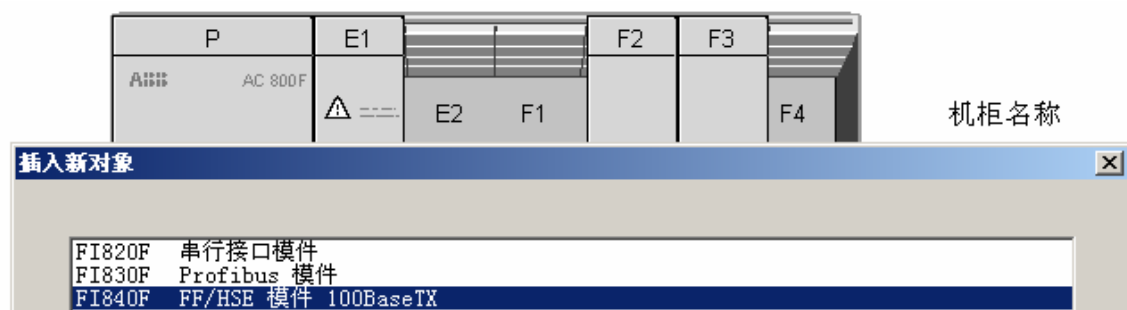 P E1 F2 F3
ABB AC 800F
E2 F1 F4 机柜名称
插入新对象
FI820F 串行接口模件
FI830F Profibus 模件
FI840F FF/HSE 模件 100BaseTX